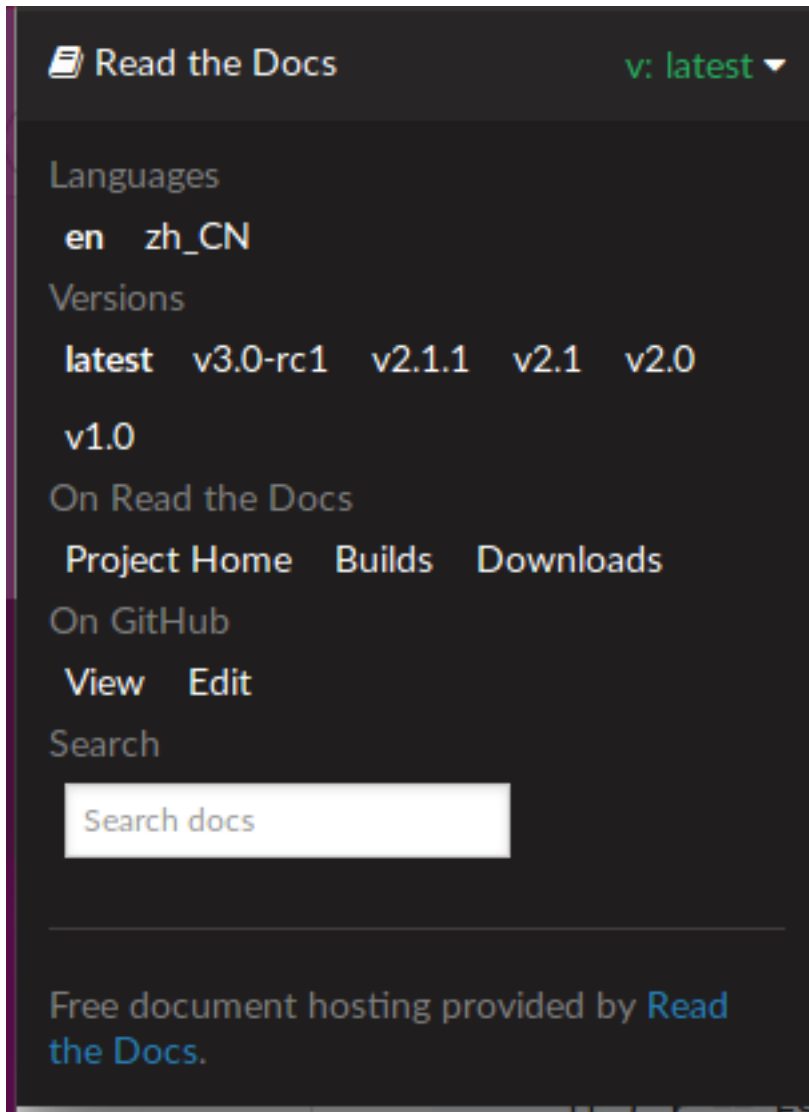 Read the Docs v: latest
Languages
en zh_CN
Versions
latest v3.0-rc1 v2.1.1 v2.1 v2.0
v1.0
On Read the Docs
Project Home Builds Downloads
On GitHub
View Edit
Search
Search docs
Free document hosting provided by Read
the Docs.